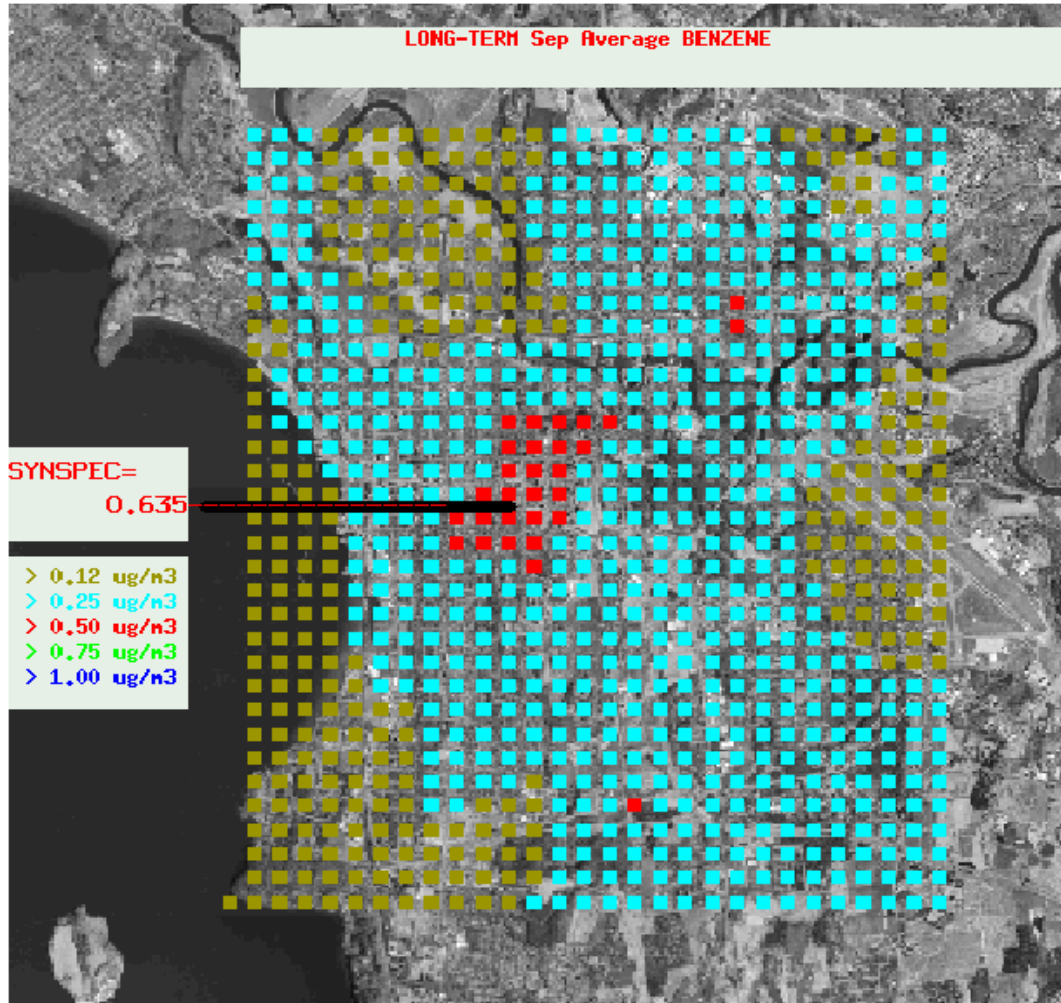 LONG-TERM Sep Average BENZENE
SYNSPEC=
0.635
> 0.12 ug/m3
> 0.25 ug/m3
> 0.50 ug/m3
> 0.75 ug/m3
> 1.00 ug/m3